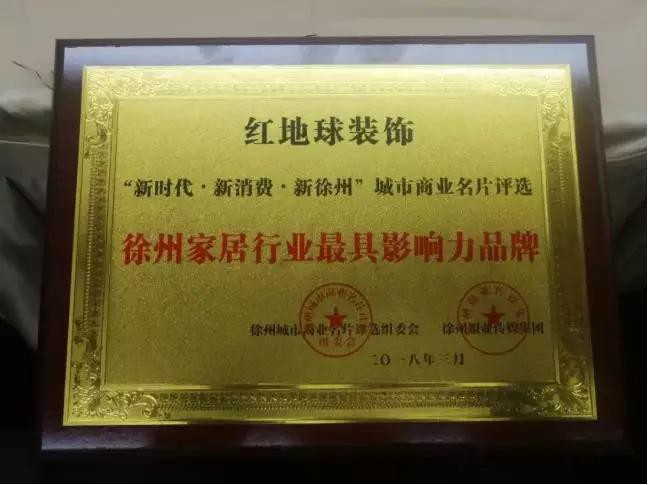 红地球装饰
“新时代·新消费·新徐州”城市商业名片评选
徐州家居行业最具影响力品牌
徐州城市商业名片评选组委会 徐州报业传媒集团
二〇一八年三月